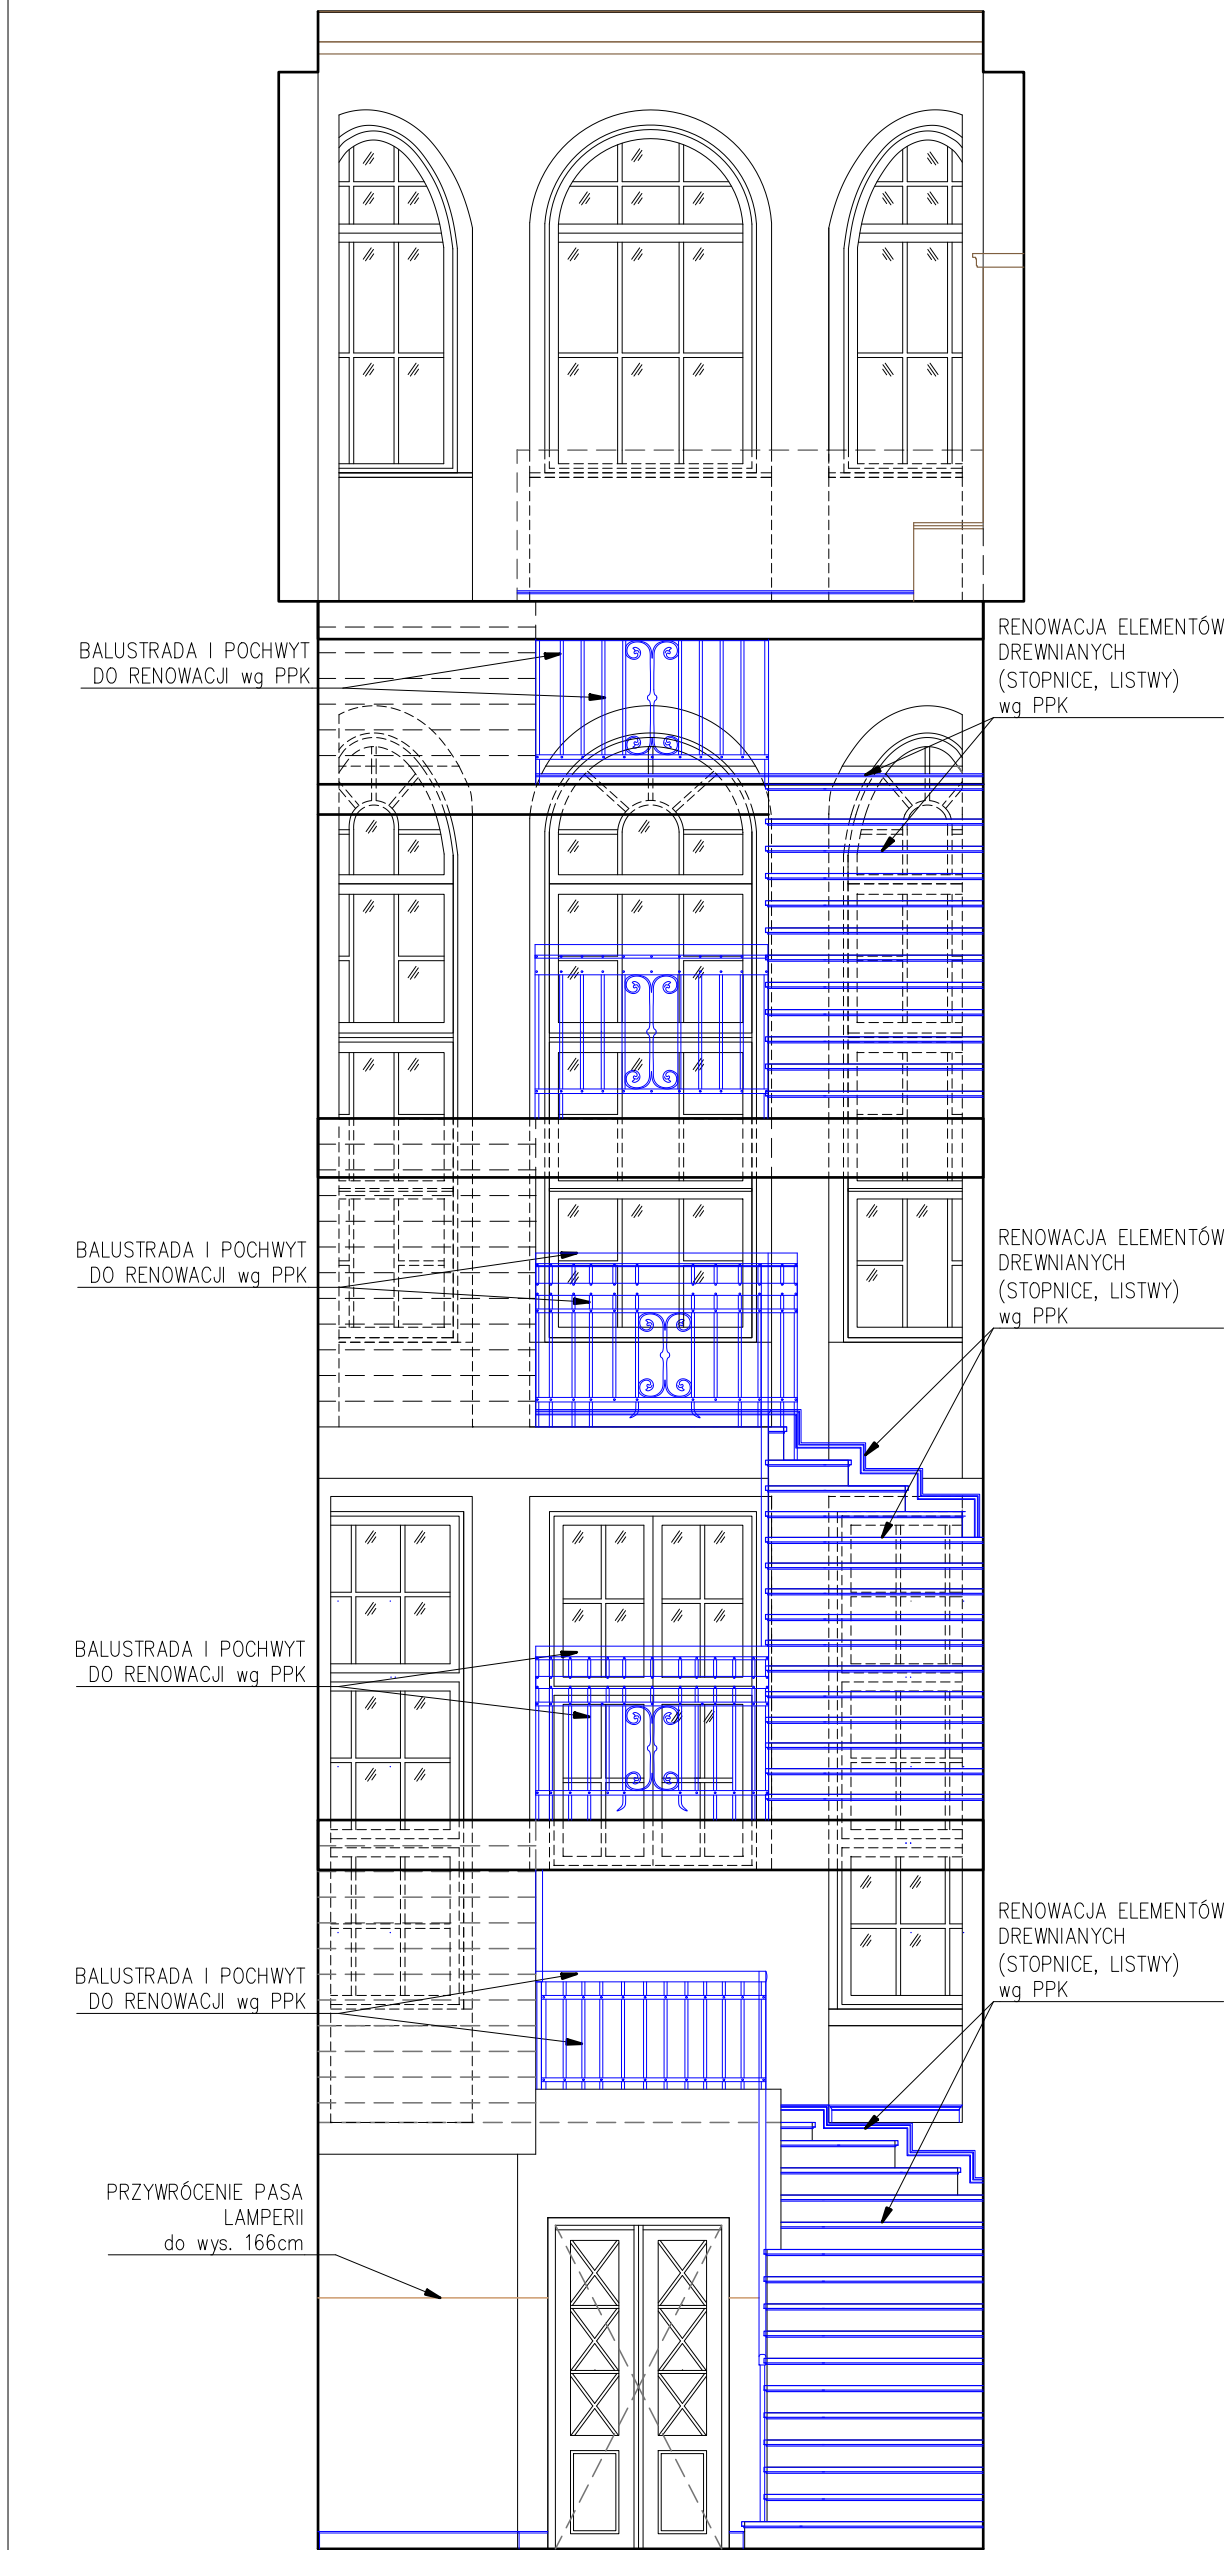 BALUSTRADA I POCHWYT
DO RENOWACJI wg PPK
RENOWACJA ELEMENTÓW
DREWNIANYCH
(STOPNICE, LISTWY)
wg PPK
BALUSTRADA I POCHWYT
DO RENOWACJI wg PPK
RENOWACJA ELEMENTÓW
DREWNIANYCH
(STOPNICE, LISTWY)
wg PPK
BALUSTRADA I POCHWYT
DO RENOWACJI wg PPK
BALUSTRADA I POCHWYT
DO RENOWACJI wg PPK
RENOWACJA ELEMENTÓW
DREWNIANYCH
(STOPNICE, LISTWY)
wg PPK
PRZYWRÓCENIE PASA
LAMPERII
do wys. 166cm